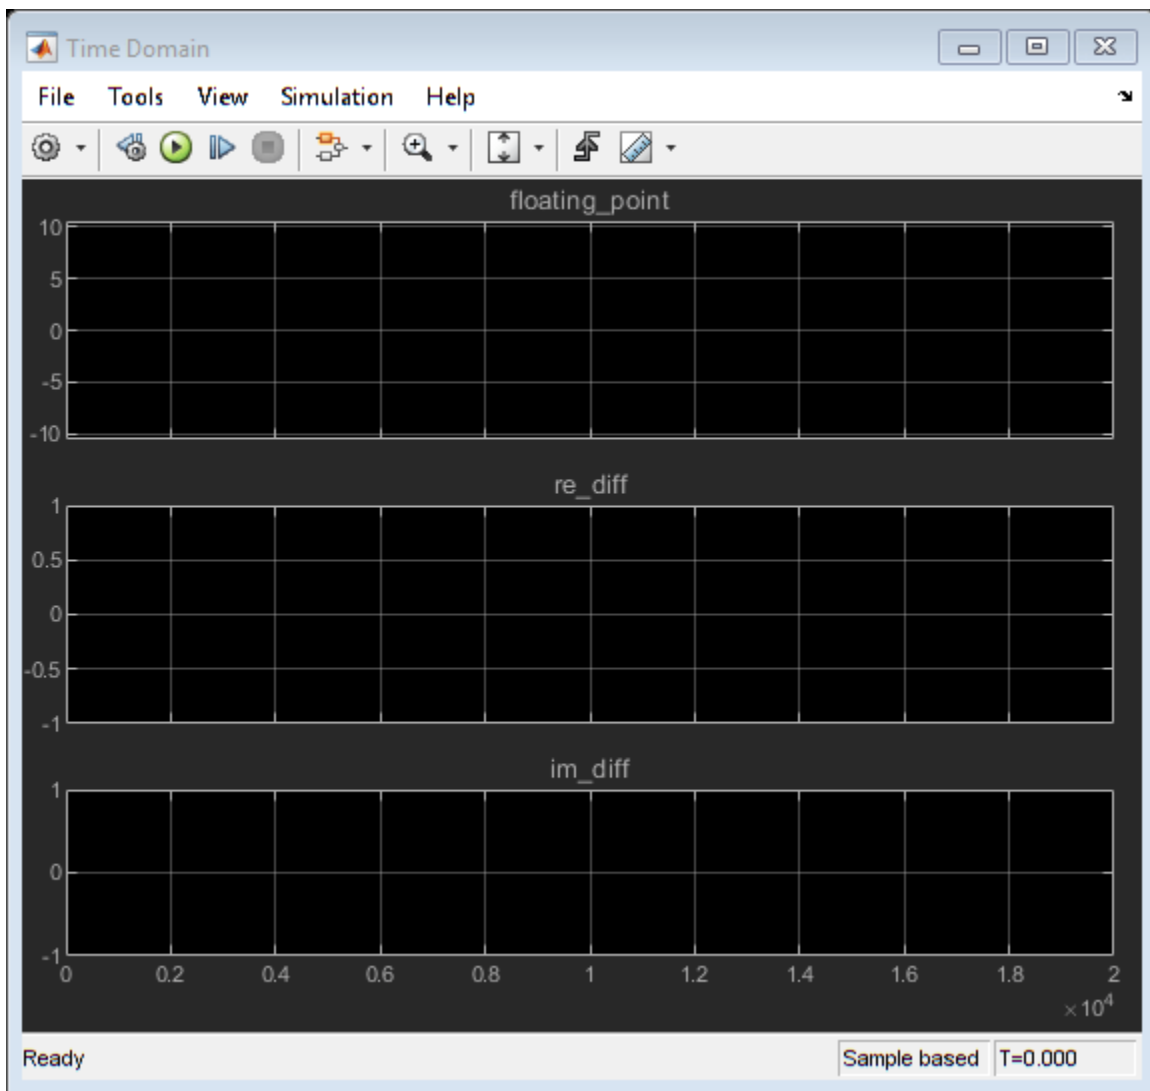 Time Domain
File Tools View Simulation Help
floating_point
10
5
0
-5
-10
re_diff
1
0.5
0
-0.5
-1
im_diff
1
0
-1
0 0.2 0.4 0.6 0.8 1 1.2 1.4 1.6 1.8 2
×10⁴
Ready Sample based T=0.000